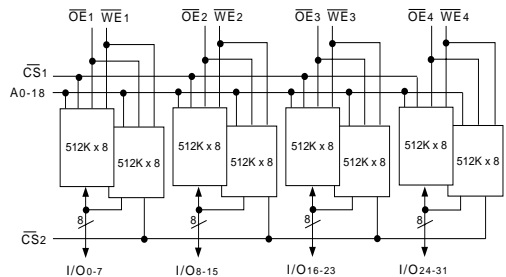 OE1 WE1 OE2 WE2 OE3 WE3 OE4 WE4
CS1
A0-18
512K x 8 512K x 8 512K x 8 512K x 8
512K x 8 512K x 8 512K x 8 512K x 8
8 8 8 8
CS2
I/O0-7 I/O8-15 I/O16-23 I/O24-31